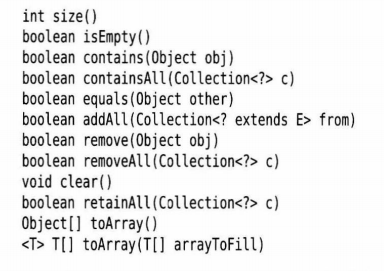 int size()
boolean isEmpty()
boolean contains(Object obj)
boolean containsAll(Collection<?> c)
boolean equals(Object other)
boolean addAll(Collection<? extends E> from)
boolean remove(Object obj)
boolean removeAll(Collection<?> c)
void clear()
boolean retainAll(Collection<?> c)
Object[] toArray()
<T> T[] toArray(T[] arrayToFill)